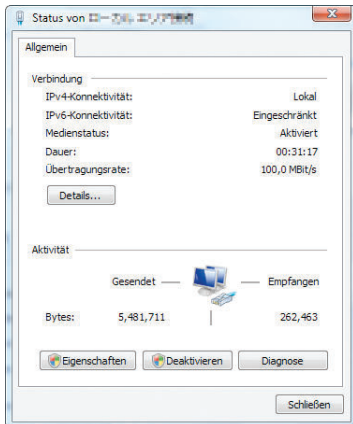 Status von
Allgemein
Verbindung
IPv4-Konnektivität: Lokal
IPv6-Konnektivität: Eingeschränkt
Medienstatus: Aktiviert
Dauer: 00:31:17
Übertragungsrate: 100,0 MBit/s
Details...
Aktivität
Gesendet Empfangen
Bytes: 5,481,711 262,463
Eigenschaften Deaktivieren Diagnose
Schließen